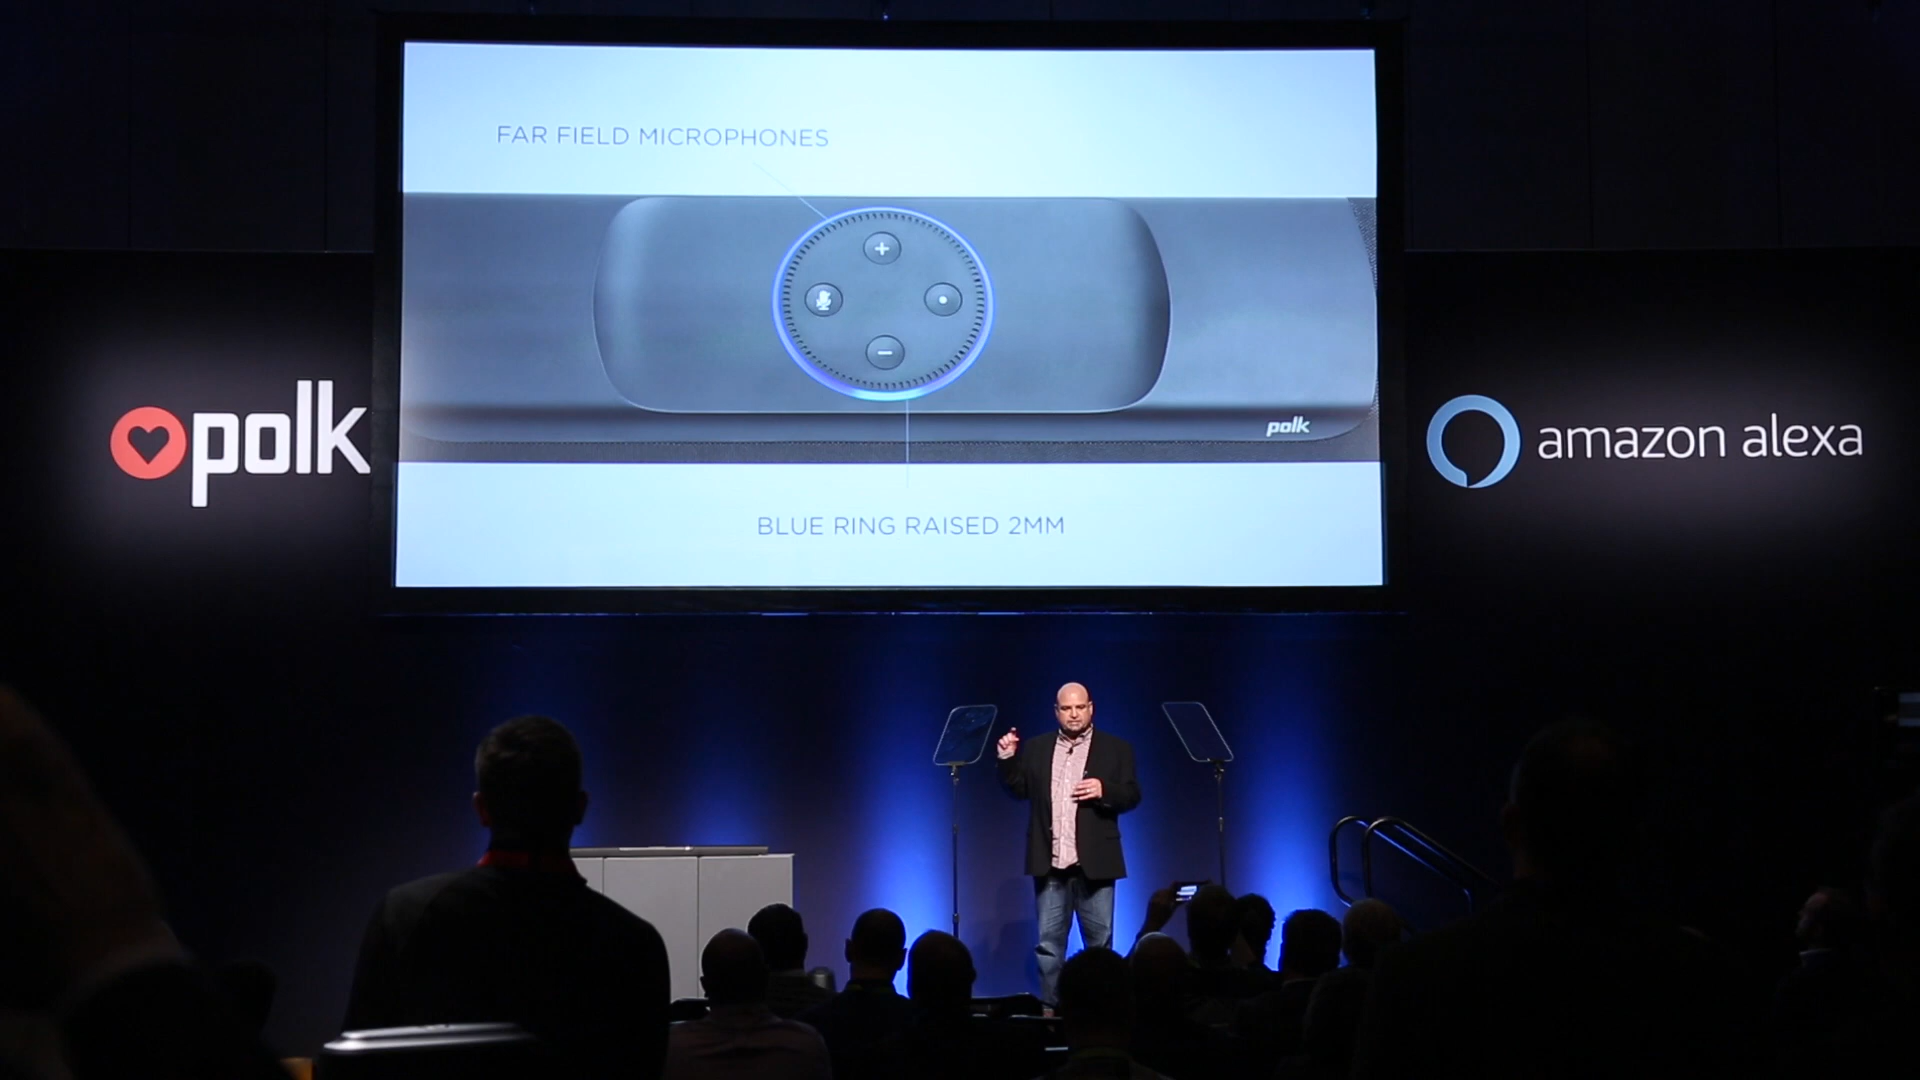 FAR FIELD MICROPHONES
polk
BLUE RING RAISED 2MM
polk
amazon alexa